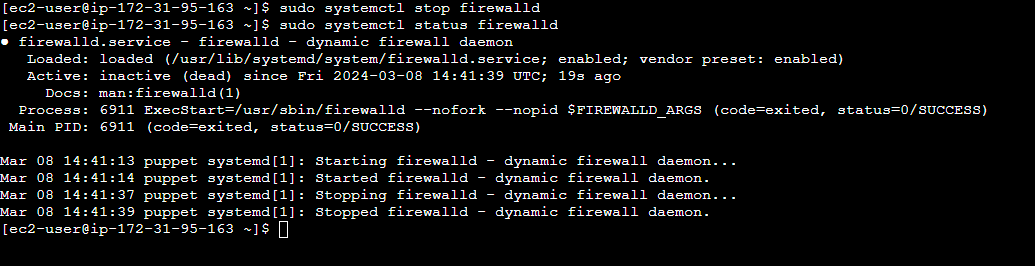 [ec2-user@ip-172-31-95-163 ~]$ sudo systemctl stop firewalld
[ec2-user@ip-172-31-95-163 ~]$ sudo systemctl status firewalld
● firewalld.service - firewalld - dynamic firewall daemon
   Loaded: loaded (/usr/lib/systemd/system/firewalld.service; enabled; vendor preset: enabled)
   Active: inactive (dead) since Fri 2024-03-08 14:41:39 UTC; 19s ago
     Docs: man:firewalld(1)
  Process: 6911 ExecStart=/usr/sbin/firewalld --nofork --nopid $FIREWALLD_ARGS (code=exited, status=0/SUCCESS)
 Main PID: 6911 (code=exited, status=0/SUCCESS)
Mar 08 14:41:13 puppet systemd[1]: Starting firewalld - dynamic firewall daemon...
Mar 08 14:41:14 puppet systemd[1]: Started firewalld - dynamic firewall daemon.
Mar 08 14:41:37 puppet systemd[1]: Stopping firewalld - dynamic firewall daemon...
Mar 08 14:41:39 puppet systemd[1]: Stopped firewalld - dynamic firewall daemon.
[ec2-user@ip-172-31-95-163 ~]$